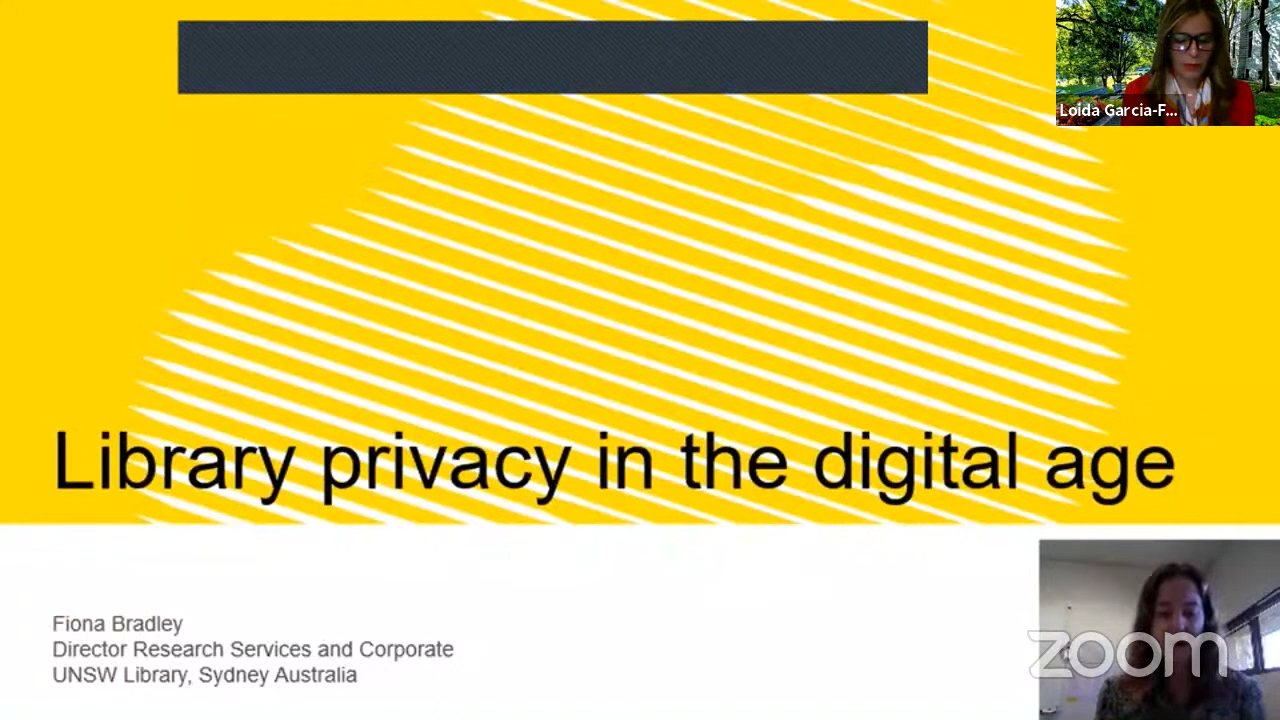 Loida Garcia-F...
Library privacy in the digital age
Fiona Bradley
Director Research Services and Corporate
UNSW Library, Sydney Australia
zoom